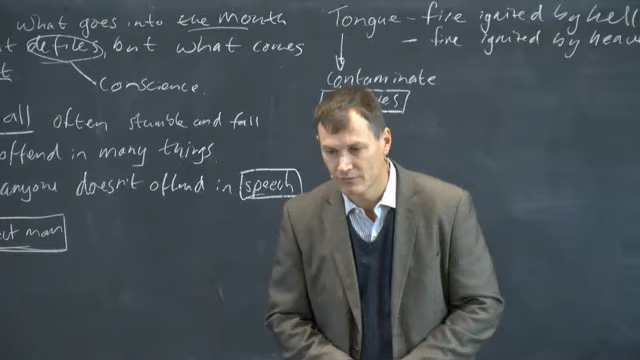 what goes into the mouth
defiles, but what comes
Conscience.
all often stumble and fall
offend in many things
anyone doesn't offend in speech
man
Tongue - fire ignited by hell
- fire ignited by heave
Contaminate